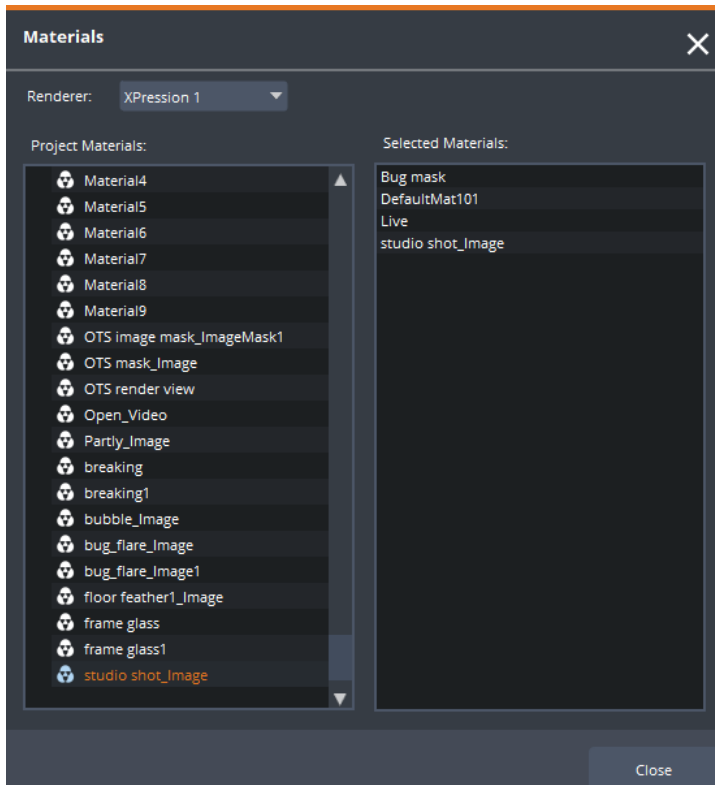 Materials
Renderer: XPression 1
Project Materials:
Material4
Material5
Material6
Material7
Material8
Material9
OTS image mask_ImageMask1
OTS mask_Image
OTS render view
Open_Video
Partly_Image
breaking
breaking1
bubble_Image
bug_flare_Image
bug_flare_Image1
floor feather1_Image
frame glass
frame glass1
studio shot_Image
Selected Materials:
Bug mask
DefaultMat101
Live
studio shot_Image
Close